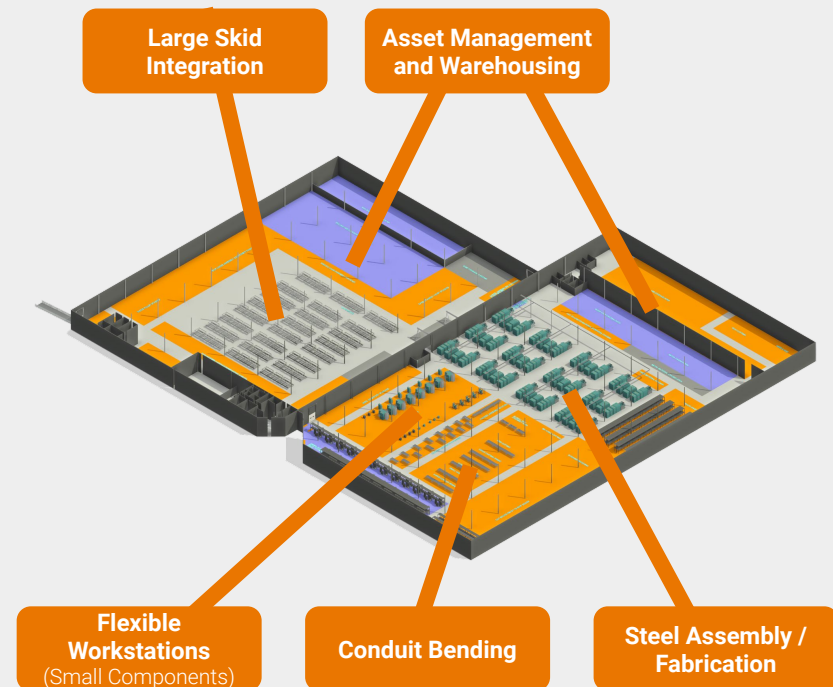 Large Skid
Integration
Asset Management
and Warehousing
Flexible
Workstations
(Small Components)
Conduit Bending
Steel Assembly /
Fabrication